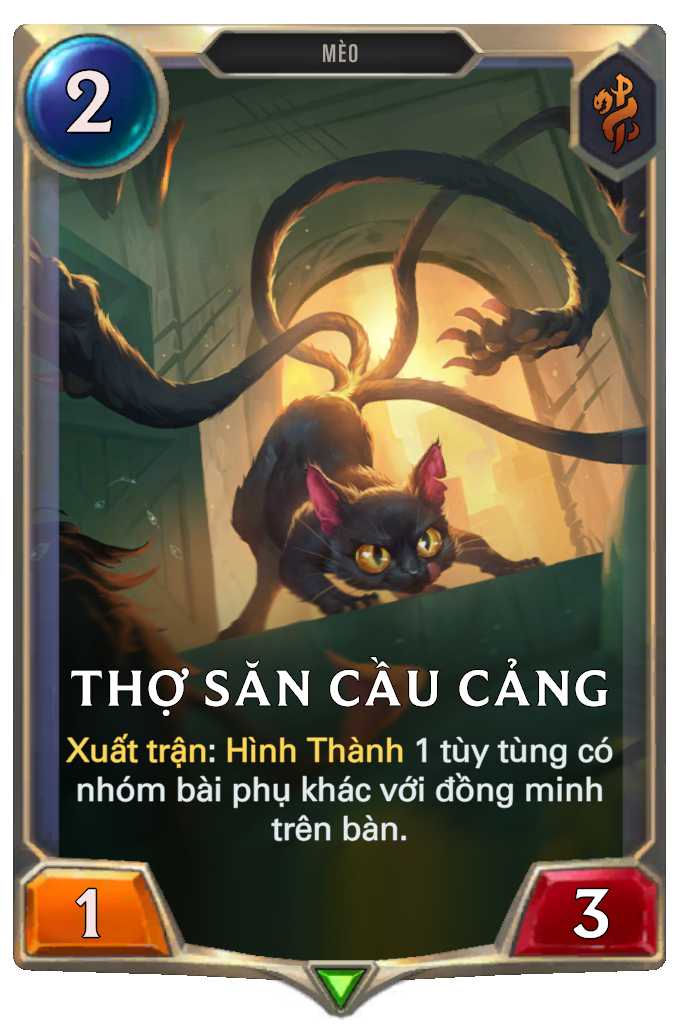 MÈO
2
THỢ SĂN CẦU CẢNG
Xuất trận: Hình Thành 1 tùy tùng có
nhóm bài phụ khác với đồng minh
trên bàn.
1
3